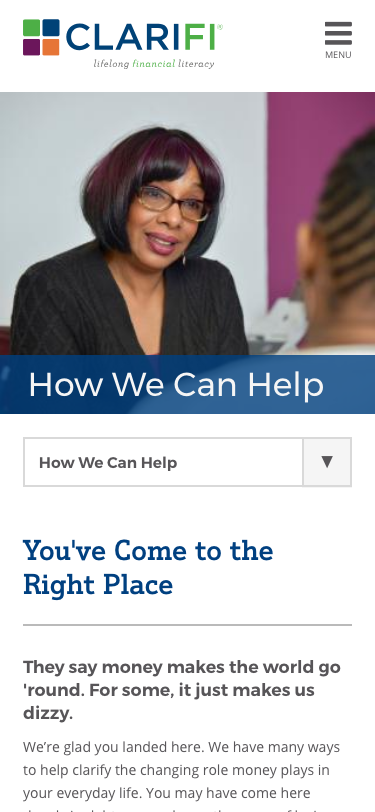 CLARIFI®
lifelong financial literacy
MENU
How We Can Help
How We Can Help ▼
You've Come to the
Right Place
They say money makes the world go
'round. For some, it just makes us
dizzy.
We're glad you landed here. We have many ways
to help clarify the changing role money plays in
your everyday life. You may have come here